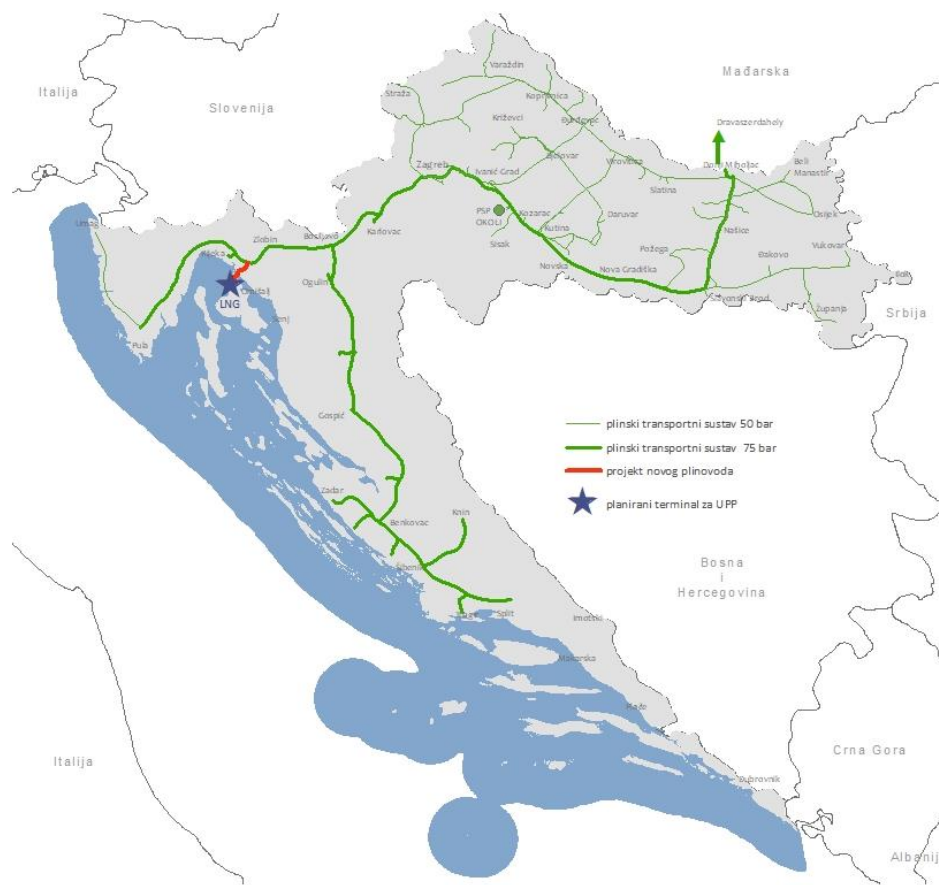 Italija
Slovenija
Mađarska
Varaždin
Straža
Koprivnica
Križevci
Đurđevac
Dravaszerdahely
Zagreb
Ivanić Grad
Bjelovar
Virovitica
Donji Miholjac
Beli
Manastir
Slatina
PSP
OKOLI
Kozarac
Kutina
Sisak
Daruvar
Osijek
Našice
Vukovar
Umag
Rijeka
Zlobin
Bosiljevo
Karlovac
Požega
Đakovo
Novska
Nova Gradiška
Ilok
Slavonski Brod
Županja
Srbija
Ogulin
Omišalj
LNG
Senj
Pula
Gospić
plinski transportni sustav 50 bar
plinski transportni sustav 75 bar
projekt novog plinovoda
planirani terminal za UPP
Zadar
Benkovac
Knin
Šibenik
Split
Imotski
Bosna
i
Hercegovina
Makarska
Ploče
Italija
Crna Gora
Dubrovnik
Albanij